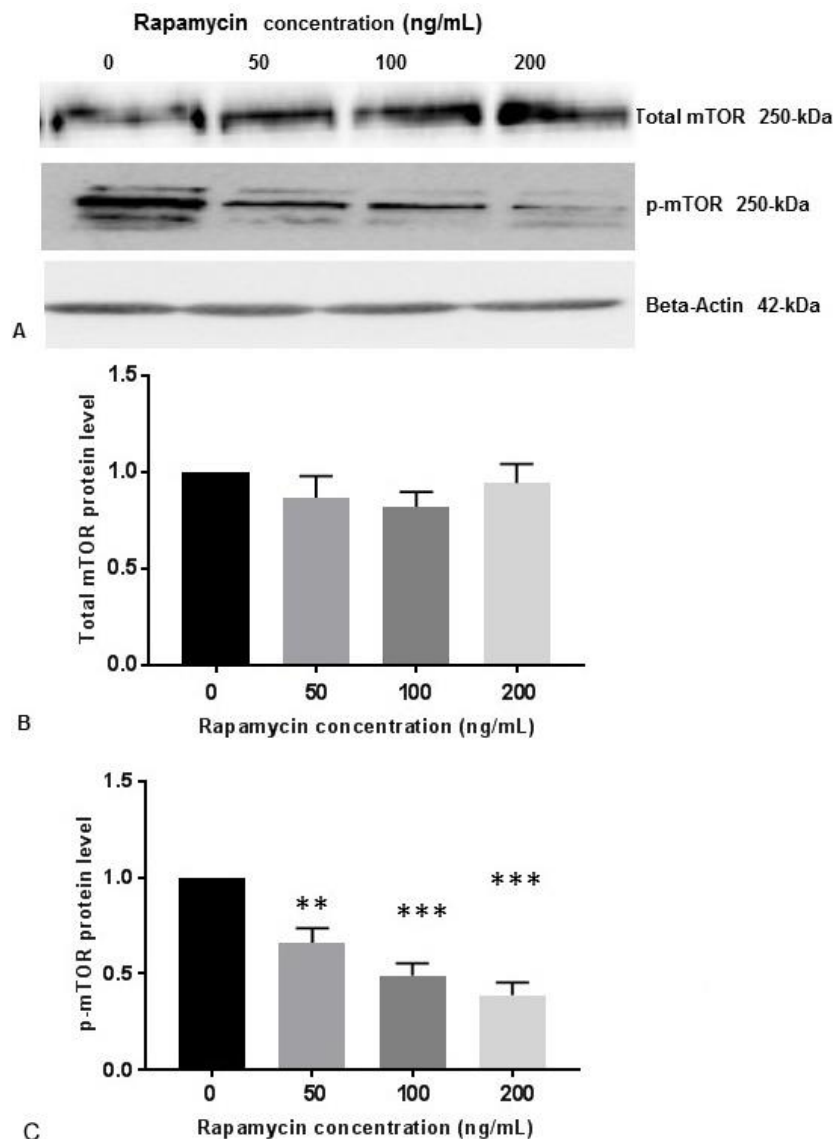 Rapamycin concentration (ng/mL)
0 50 100 200
Total mTOR 250-kDa
p-mTOR 250-kDa
Beta-Actin 42-kDa
A
1.5
1.0
0.5
0.0
Total mTOR protein level
0 50 100 200
Rapamycin concentration (ng/mL)
B
1.5
1.0
0.5
0.0
p-mTOR protein level
** *** ***
0 50 100 200
Rapamycin concentration (ng/mL)
C